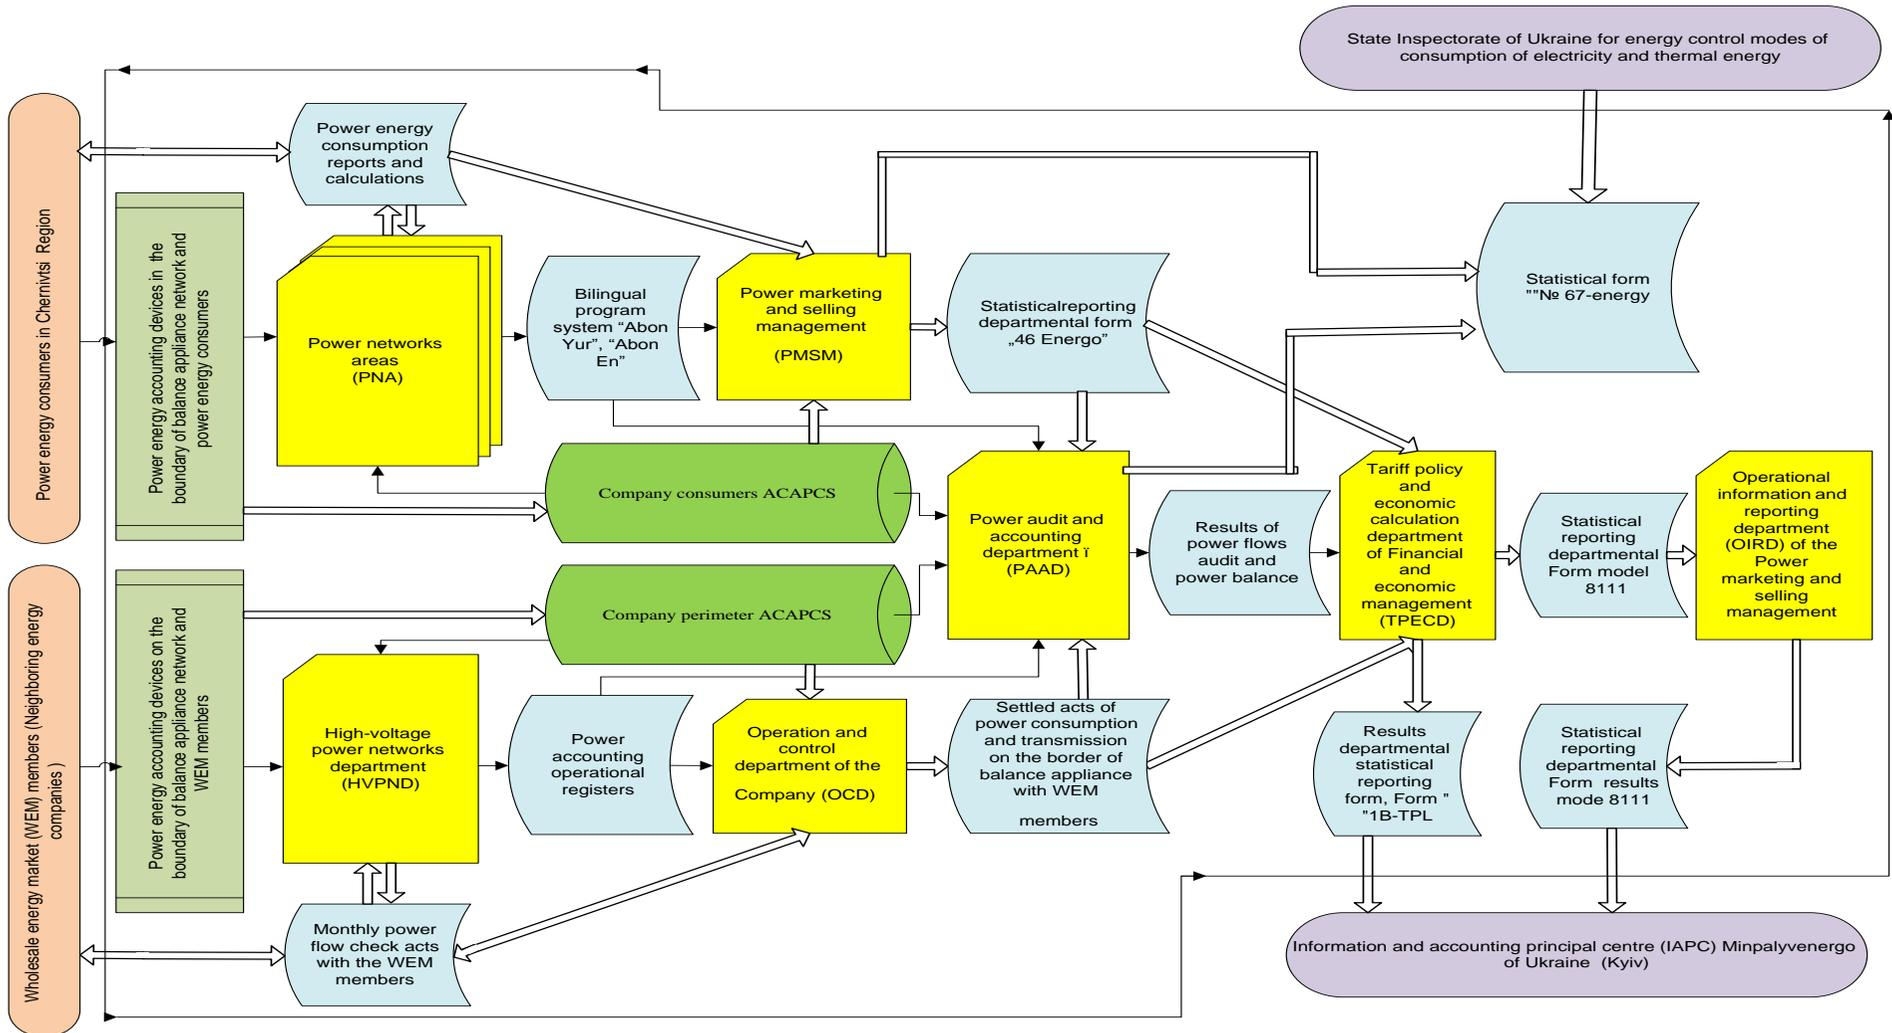 State Inspectorate of Ukraine for energy control modes of
consumption of electricity and thermal energy
Power energy consumers in Chernivtsi Region
Power energy accounting devices in the
boundary of balance appliance network and
power energy consumers
Power energy
consumption
reports and
calculations
Power networks
areas
(PNA)
Bilingual
program
system “Abon
Yur”, “Abon
En”
Power marketing
and selling
management
(PMSM)
Statisticalreporting
departmental form
„46 Energo”
Statistical form
""№ 67-energy
Company consumers ACAPCS
Company perimeter ACAPCS
Power audit and
accounting
department ï
(PAAD)
Results of
power flows
audit and
power balance
Tariff policy
and
economic
calculation
department
of Financial
and
economic
management
(TPECD)
Statistical
reporting
departmental
Form model
8111
Operational
information and
reporting
department
(OIRD) of the
Power
marketing and
selling
management
Wholesale energy market (WEM) members (Neighboring energy
companies )
Power energy accounting devices on the
boundary of balance appliance network and
WEM members
High-voltage
power networks
department
(HVPND)
Power
accounting
operational
registers
Operation and
control
department of the
Company (OCD)
Settled acts of
power consumption
and transmission
on the border of
balance appliance
with WEM
members
Results
departmental
statistical
reporting
form, Form "
"1B-TPL
Statistical
reporting
departmental
Form results
mode 8111
Monthly power
flow check acts
with the WEM
members
Information and accounting principal centre (IAPC) Minpalyvenergo
of Ukraine (Kyiv)